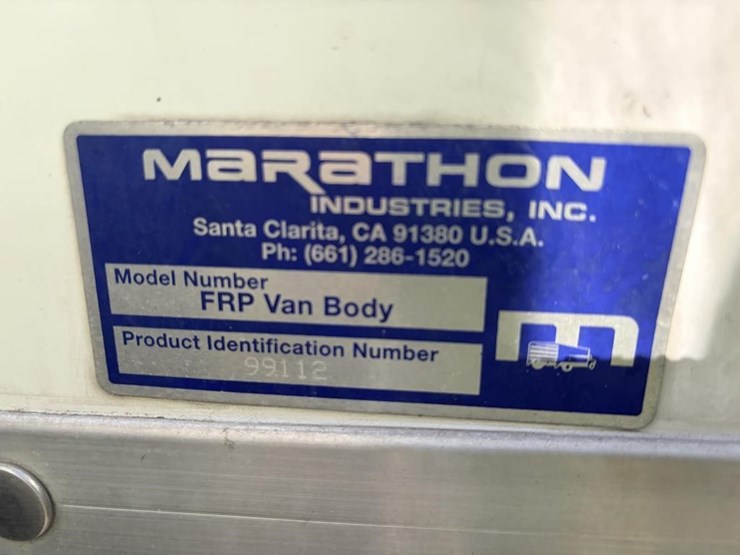 MaRaTHON
INDUSTRIES, INC.
Santa Clarita, CA 91380 U.S.A.
Ph: (661) 286-1520
Model Number
FRP Van Body
Product Identification Number
99112
m